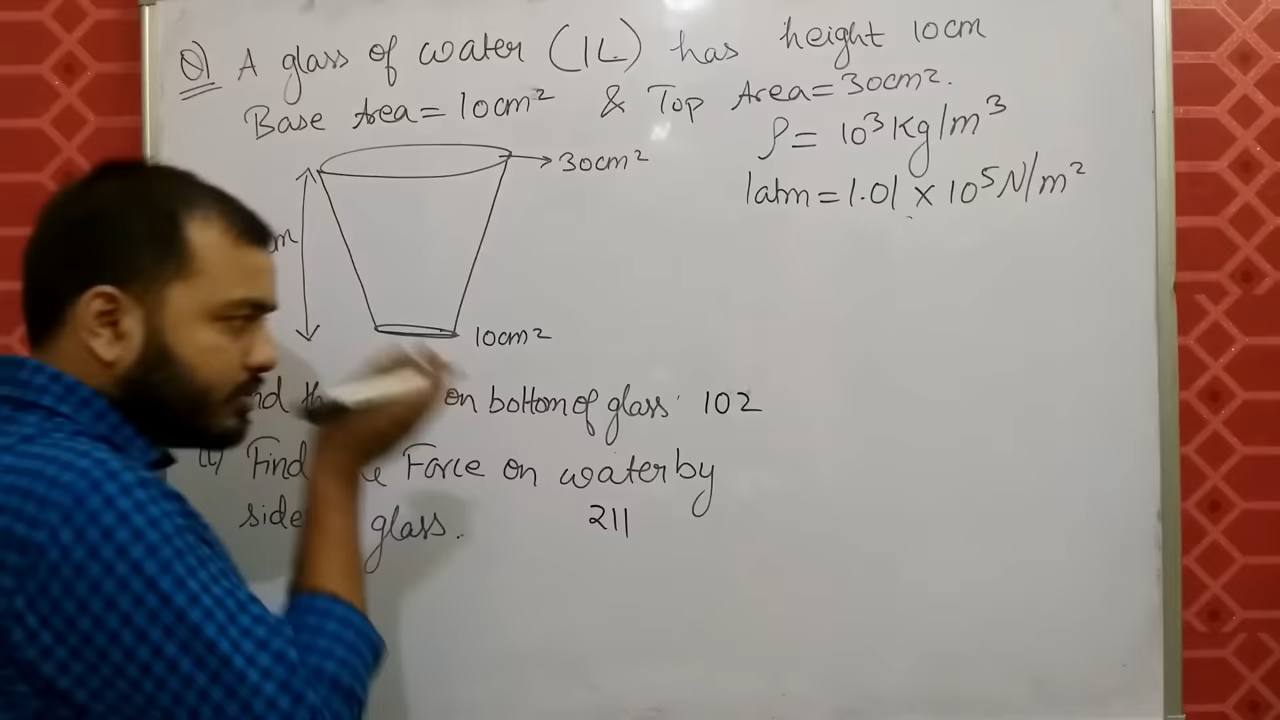 Q) A glass of water (1L) has height 10cm
Base Area = 10cm² & Top Area = 30cm².
ρ = 10³ Kg/m³
1atm = 1.01 × 10⁵ N/m²
30cm²
m
10cm²
on bottom of glass 102
Find Force on water by
side glass. 211